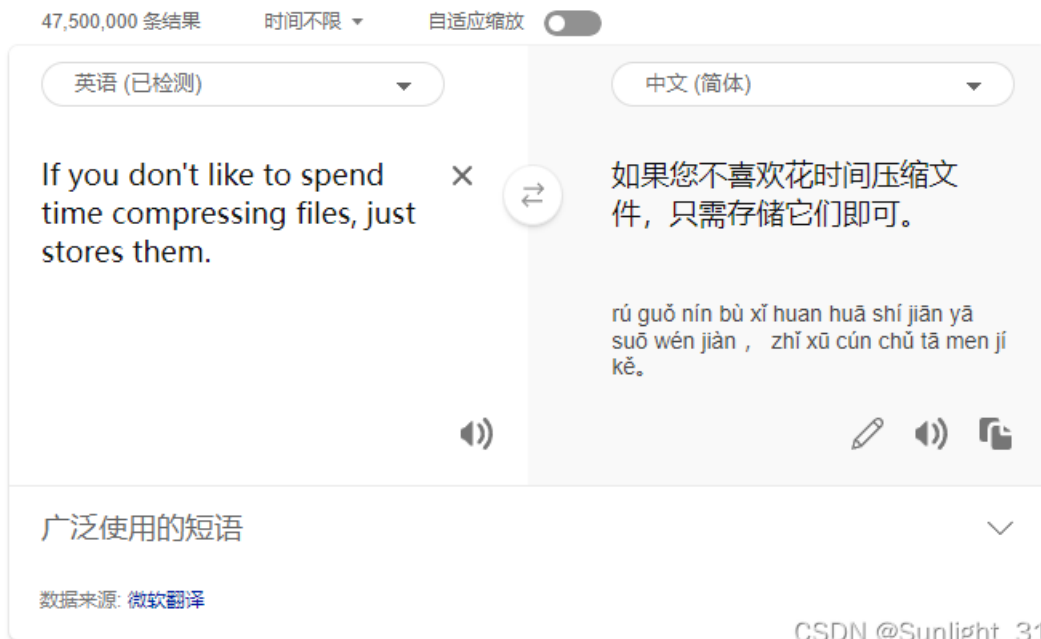 47,500,000 条结果 时间不限 自适应缩放
英语 (已检测)
中文 (简体)
If you don't like to spend
time compressing files, just
stores them.
如果您不喜欢花时间压缩文
件，只需存储它们即可。
rú guǒ nín bù xǐ huan huā shí jiān yā
suō wén jiàn ， zhǐ xū cún chǔ tā men jí
kě。
广泛使用的短语
数据来源: 微软翻译
CSDN @Sunlight_31